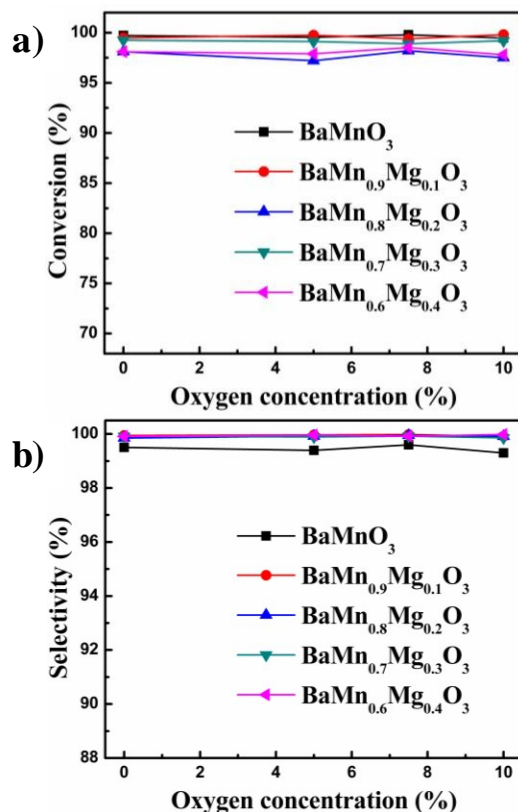 a)
100
95
90
85
80
75
70
Conversion (%)
BaMnO3
BaMn0.9Mg0.1O3
BaMn0.8Mg0.2O3
BaMn0.7Mg0.3O3
BaMn0.6Mg0.4O3
0 2 4 6 8 10
Oxygen concentration (%)
b)
100
98
96
94
92
90
88
Selectivity (%)
BaMnO3
BaMn0.9Mg0.1O3
BaMn0.8Mg0.2O3
BaMn0.7Mg0.3O3
BaMn0.6Mg0.4O3
0 2 4 6 8 10
Oxygen concentration (%)